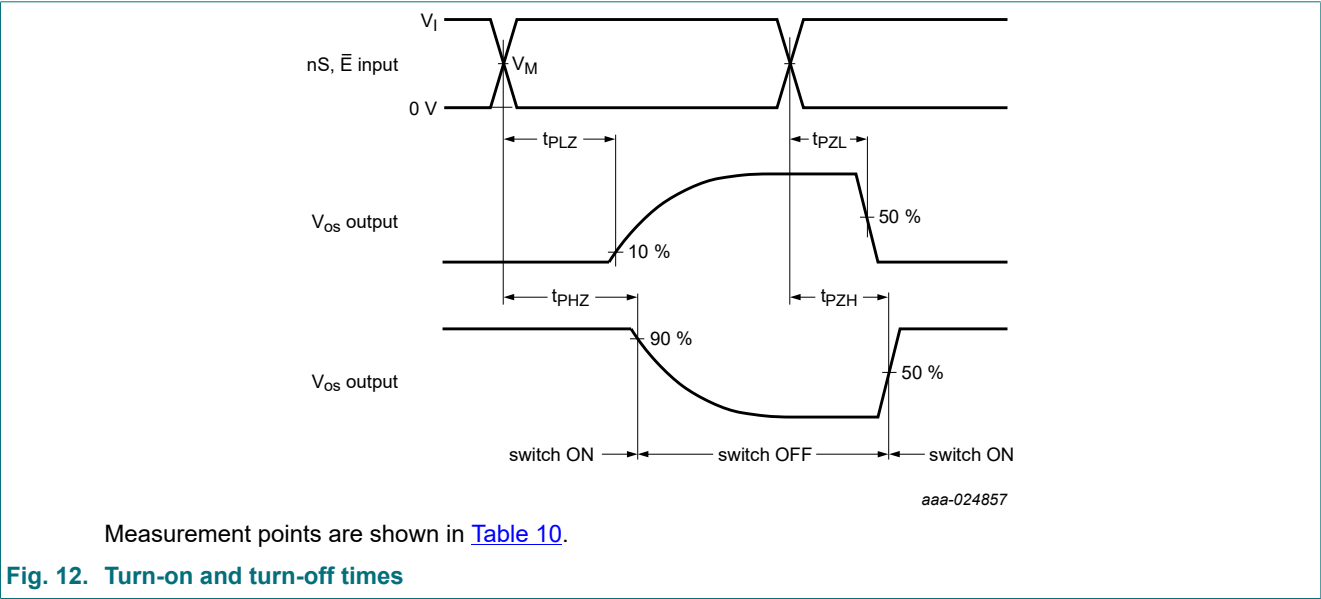 VI
nS, E̅ input
VM
0 V
tPLZ
tPZL
Vos output
50 %
10 %
tPHZ
tPZH
90 %
Vos output
50 %
switch ON
switch OFF
switch ON
aaa-024857
Measurement points are shown in Table 10.
Fig. 12. Turn-on and turn-off times